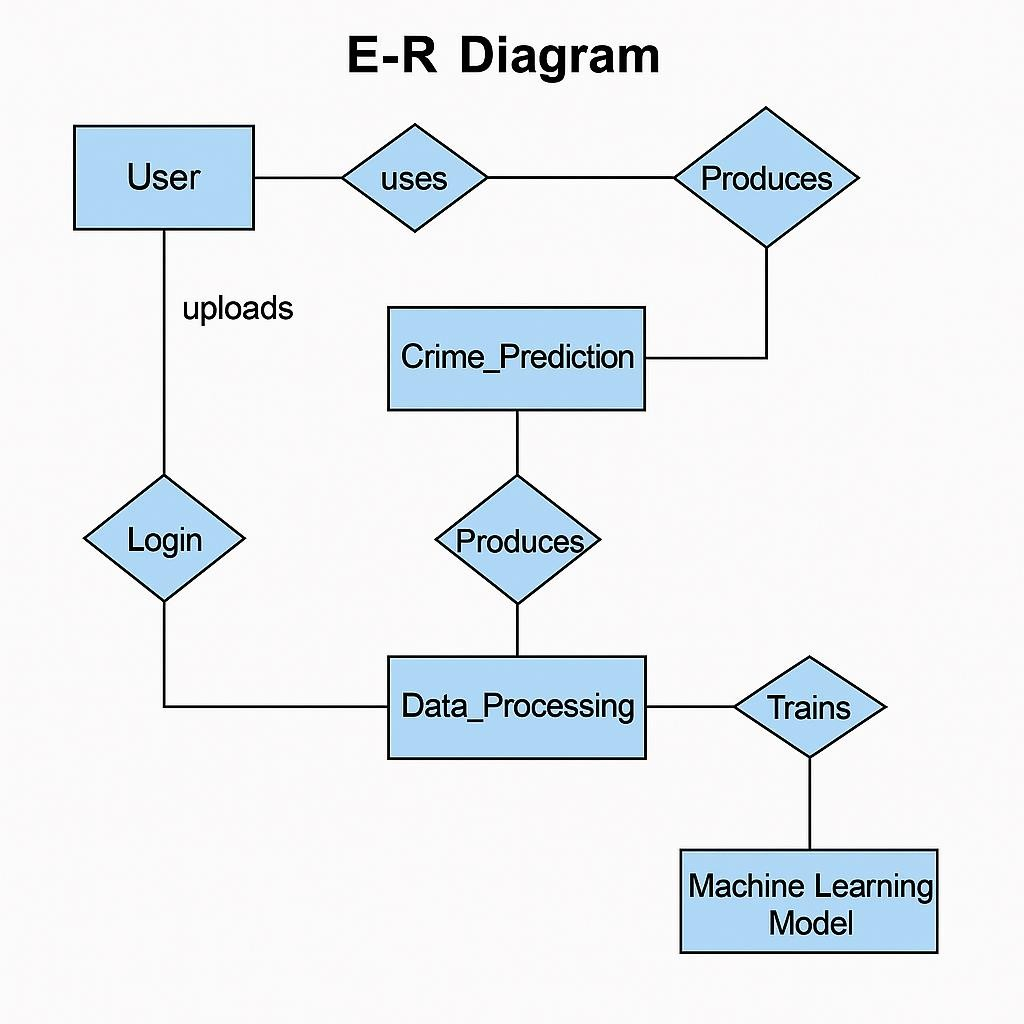 E-R Diagram
User
uses
Produces
uploads
Crime_Prediction
Login
Produces
Data_Processing
Trains
Machine Learning
Model